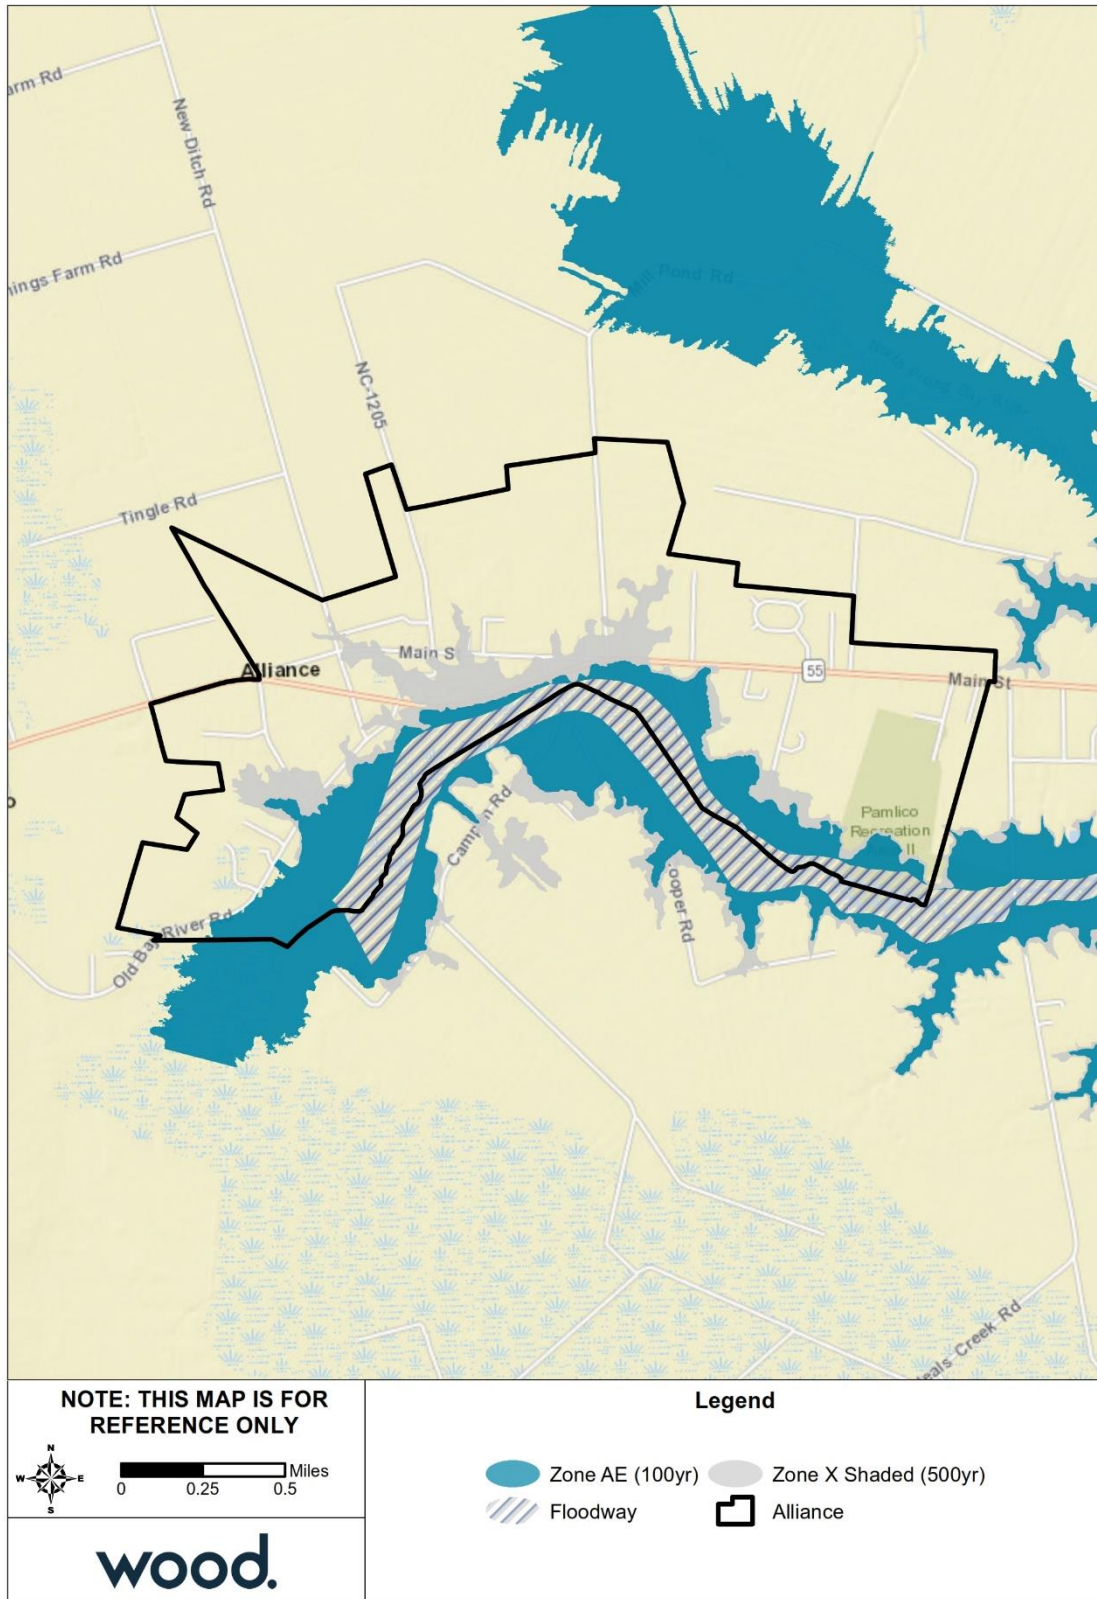 arm Rd
New Ditch Rd
nings Farm Rd
Mill Pond Rd
NC-1205
Tingle Rd
Main S
Alliance
55
Main St
Pamlico
Recreation
II
Campen Rd
ooper Rd
Old Bay River Rd
o
eals Creek Rd
NOTE: THIS MAP IS FOR
REFERENCE ONLY
N
W E
S
Miles
0 0.25 0.5
wood.
Legend
Zone AE (100yr) Zone X Shaded (500yr)
Floodway Alliance